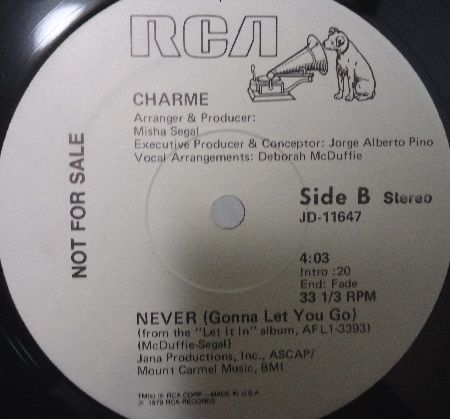 RCA
CHARME
Arranger & Producer:
Misha Segal
Executive Producer & Conceptor: Jorge Alberto Pino
Vocal Arrangements: Deborah McDuffie
NOT FOR SALE
Side B Stereo
JD-11647
4:03
Intro :20
End: Fade
33 1/3 RPM
NEVER (Gonna Let You Go)
(from the "Let It In" album, AFL1-3393)
(McDuffie-Segal)
Jana Productions, Inc., ASCAP/
Mount Carmel Music, BMI
TM(s) ® RCA CORP.-MADE IN U.S.A.
℗ 1979 RCA RECORDS